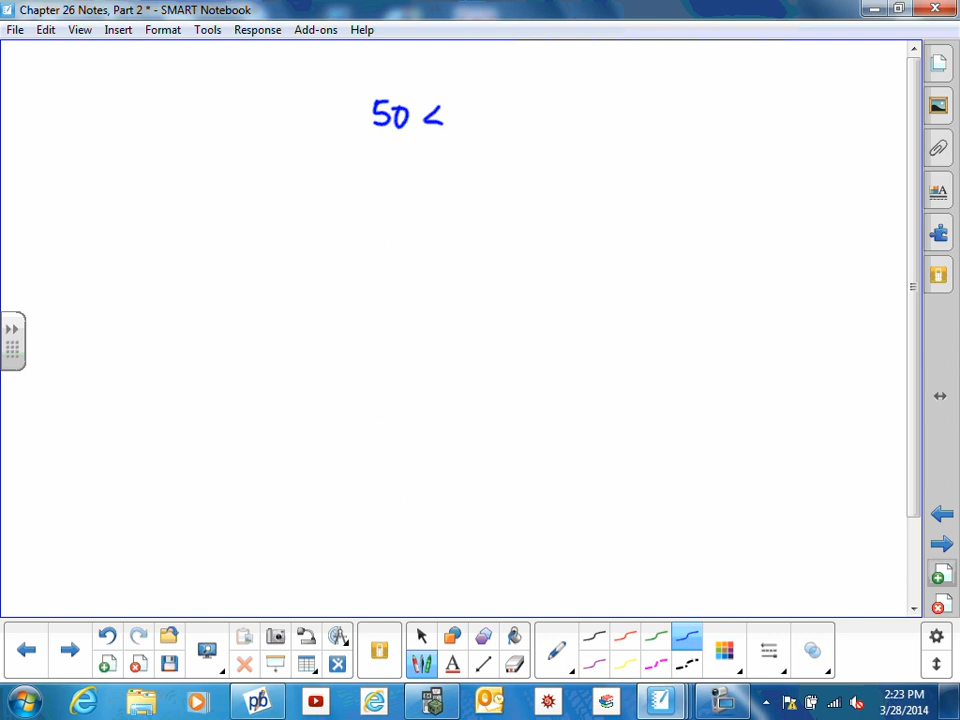 Chapter 26 Notes, Part 2 * - SMART Notebook
File Edit View Insert Format Tools Response Add-ons Help
50 <
2:23 PM
3/28/2014